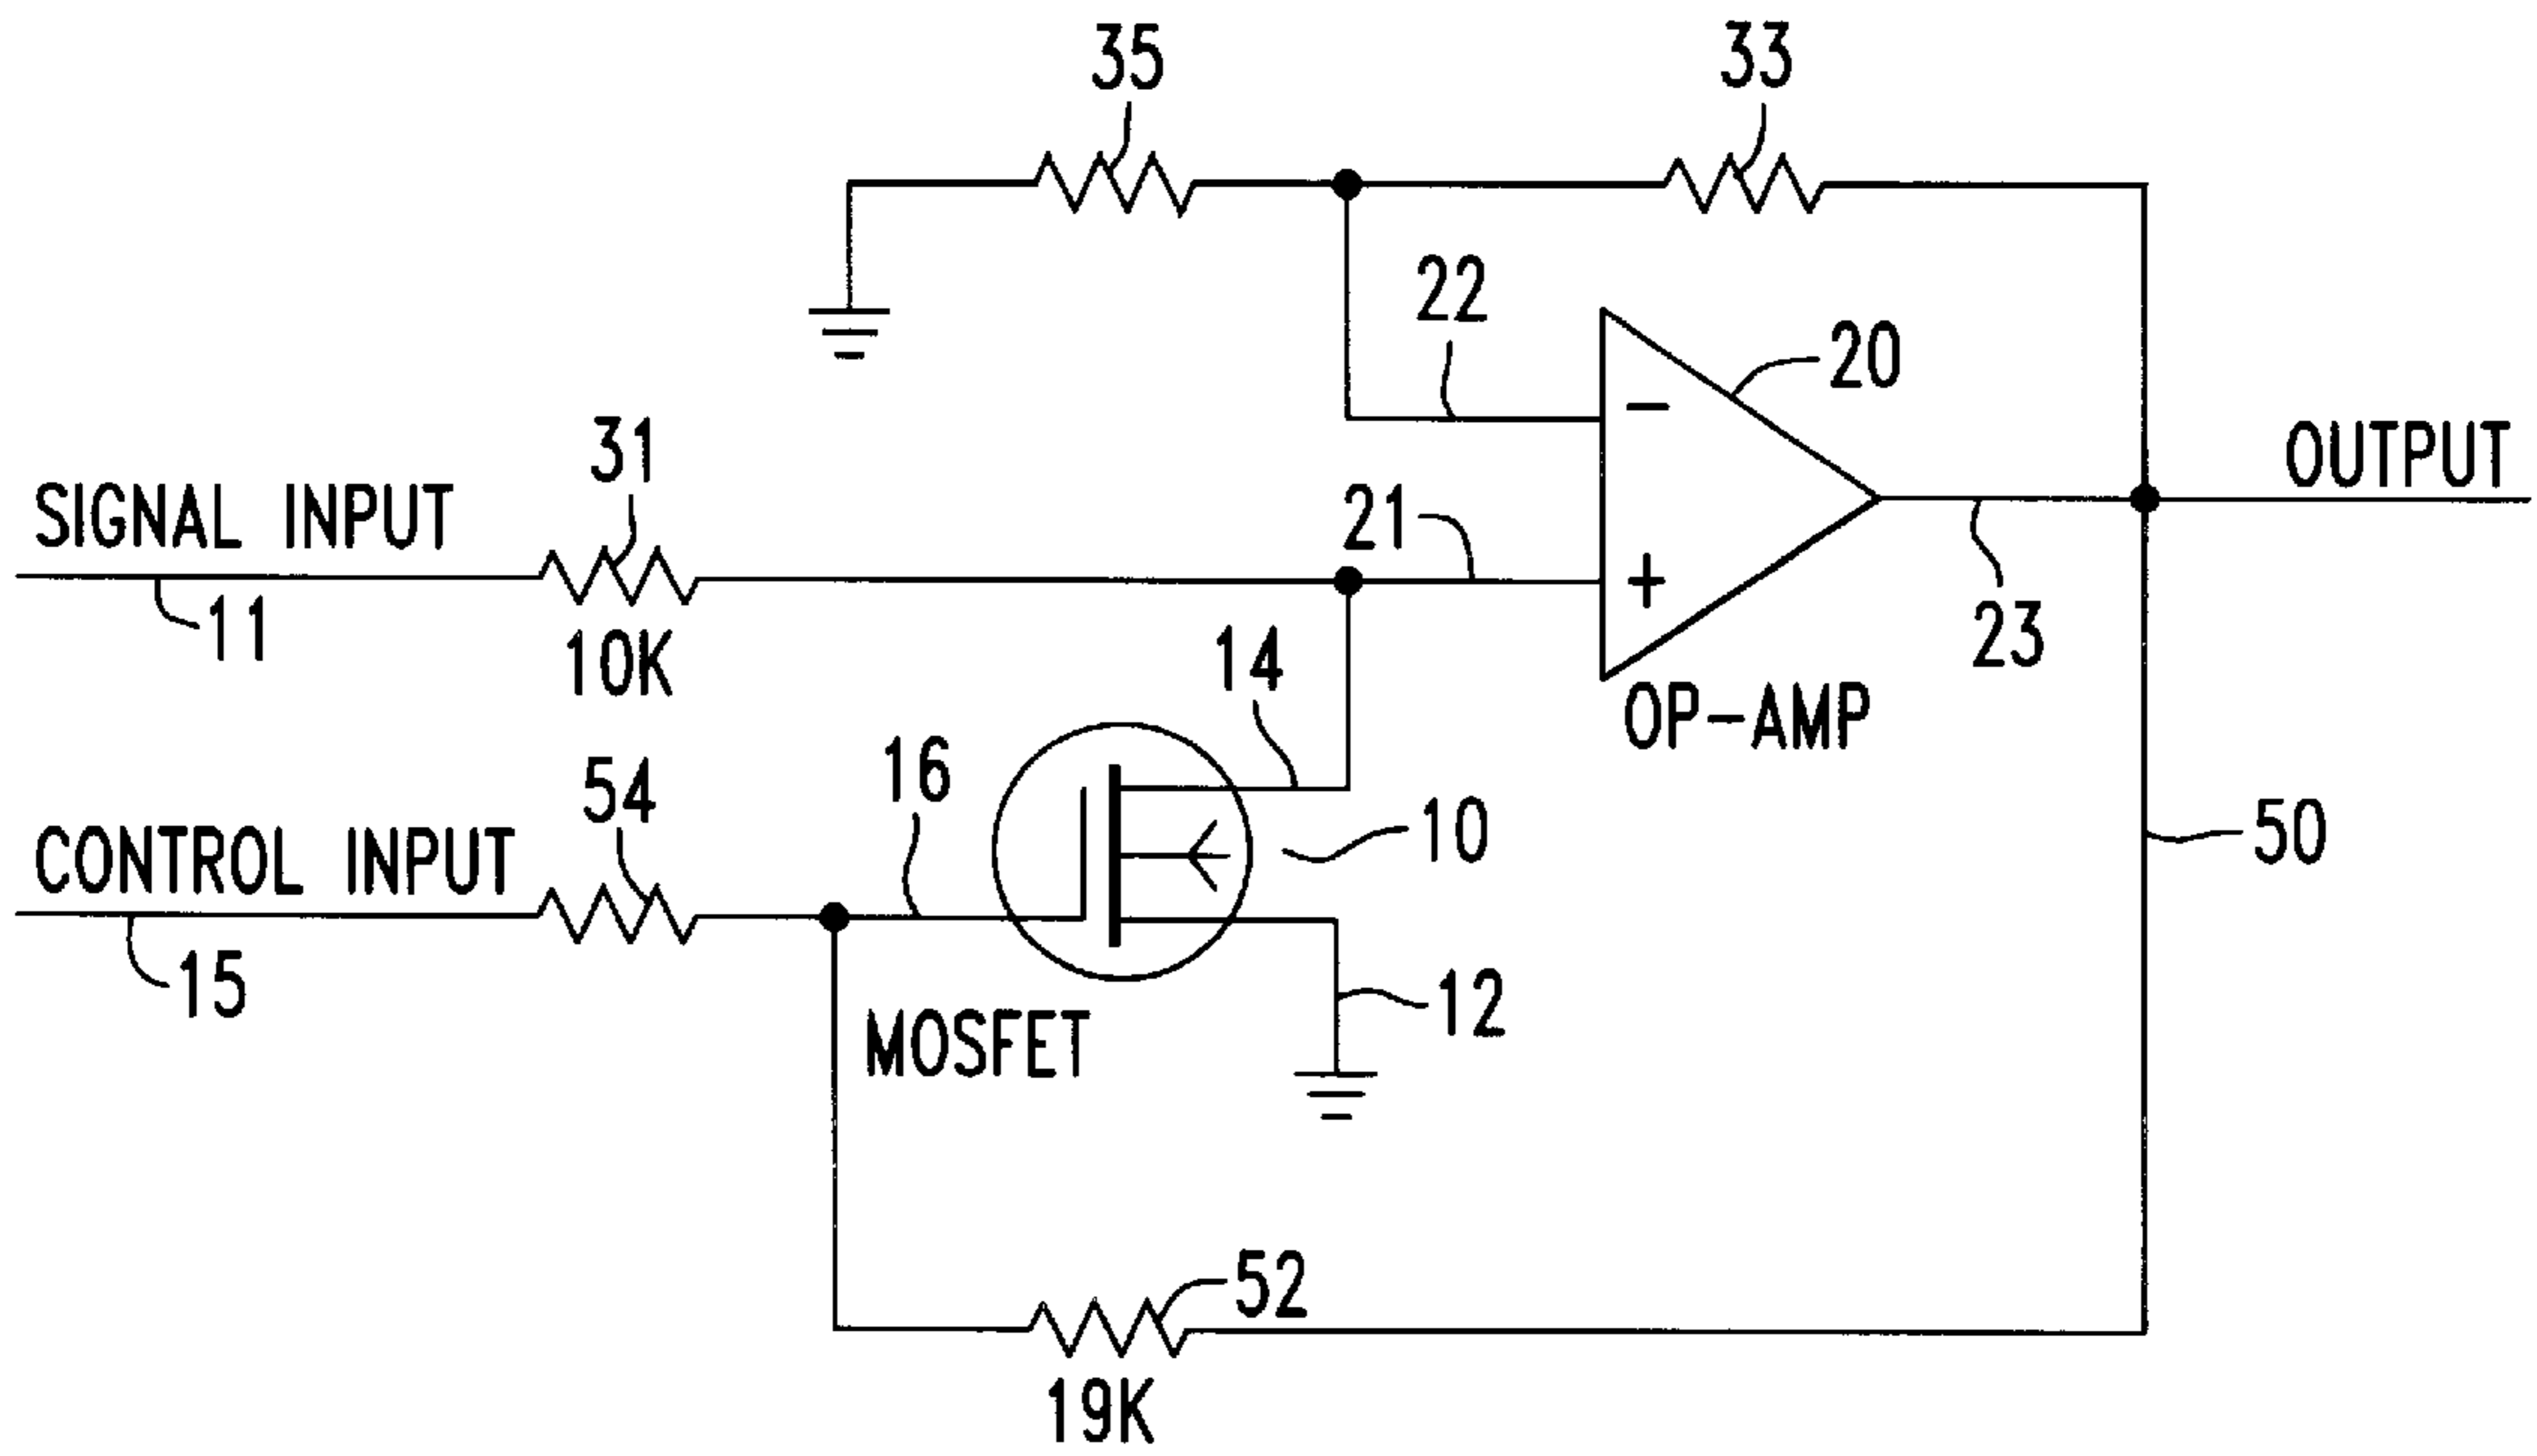 35
33
22
20
31
SIGNAL INPUT
OUTPUT
21
11
10K
23
14
OP-AMP
16
54
10
CONTROL INPUT
50
15
12
MOSFET
52
19K
-
+